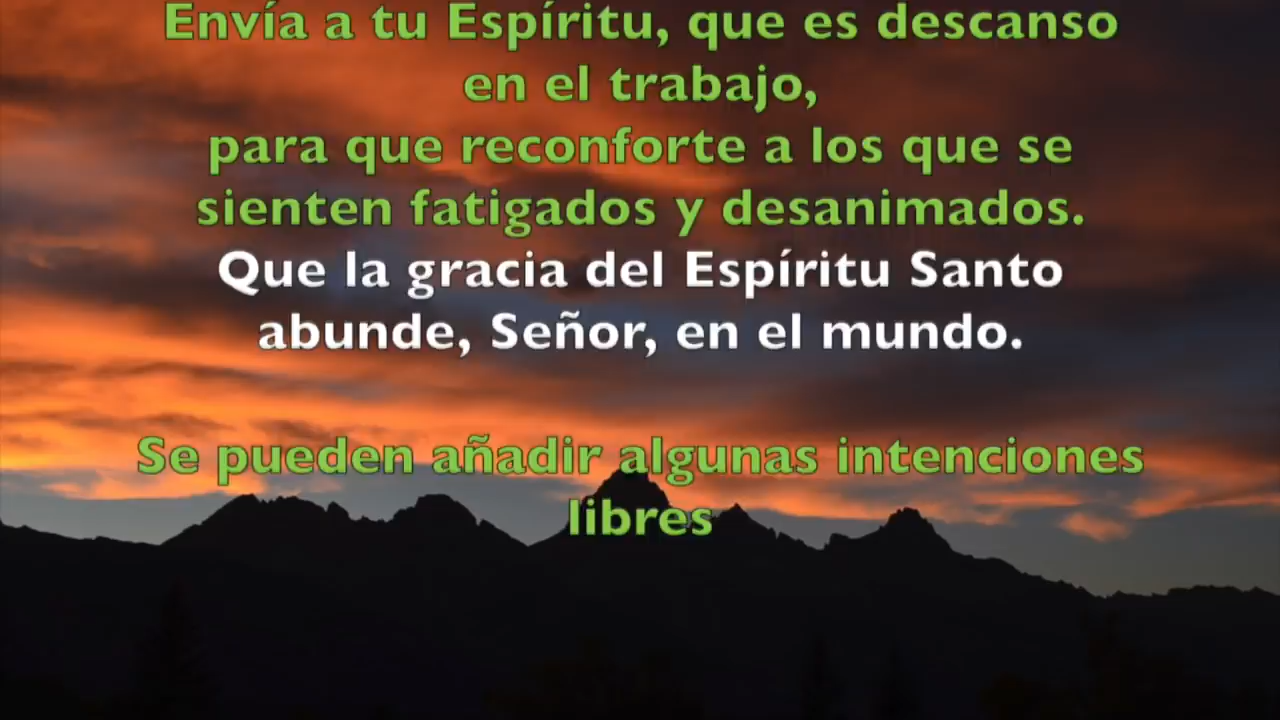 Envía a tu Espíritu, que es descanso
en el trabajo,
para que reconforte a los que se
sienten fatigados y desanimados.
Que la gracia del Espíritu Santo
abunde, Señor, en el mundo.
Se pueden añadir algunas intenciones
libres